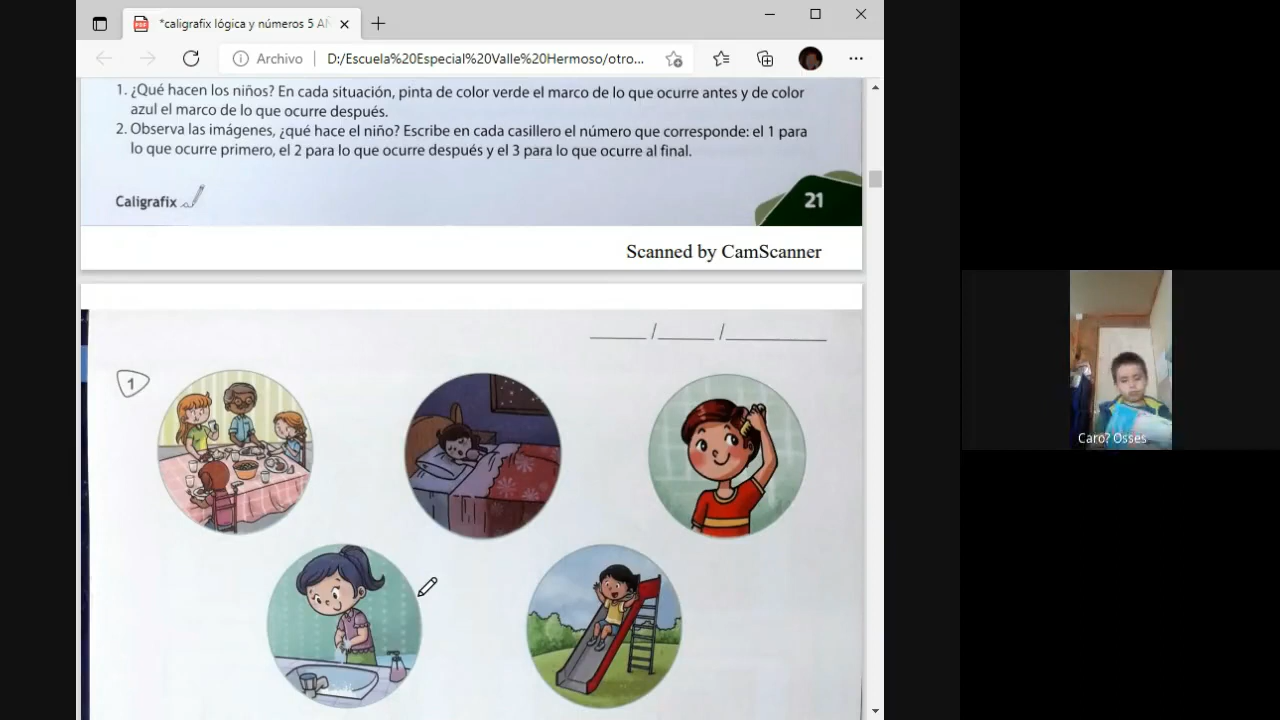 *caligrafix lógica y números 5 AÑ
Archivo
D:/Escuela%20Especial%20Valle%20Hermoso/otro...
1. ¿Qué hacen los niños? En cada situación, pinta de color verde el marco de lo que ocurre antes y de color
azul el marco de lo que ocurre después.
2. Observa las imágenes, ¿qué hace el niño? Escribe en cada casillero el número que corresponde: el 1 para
lo que ocurre primero, el 2 para lo que ocurre después y el 3 para lo que ocurre al final.
Caligrafix
21
Scanned by CamScanner
____/____/________
1
Caro? Osses